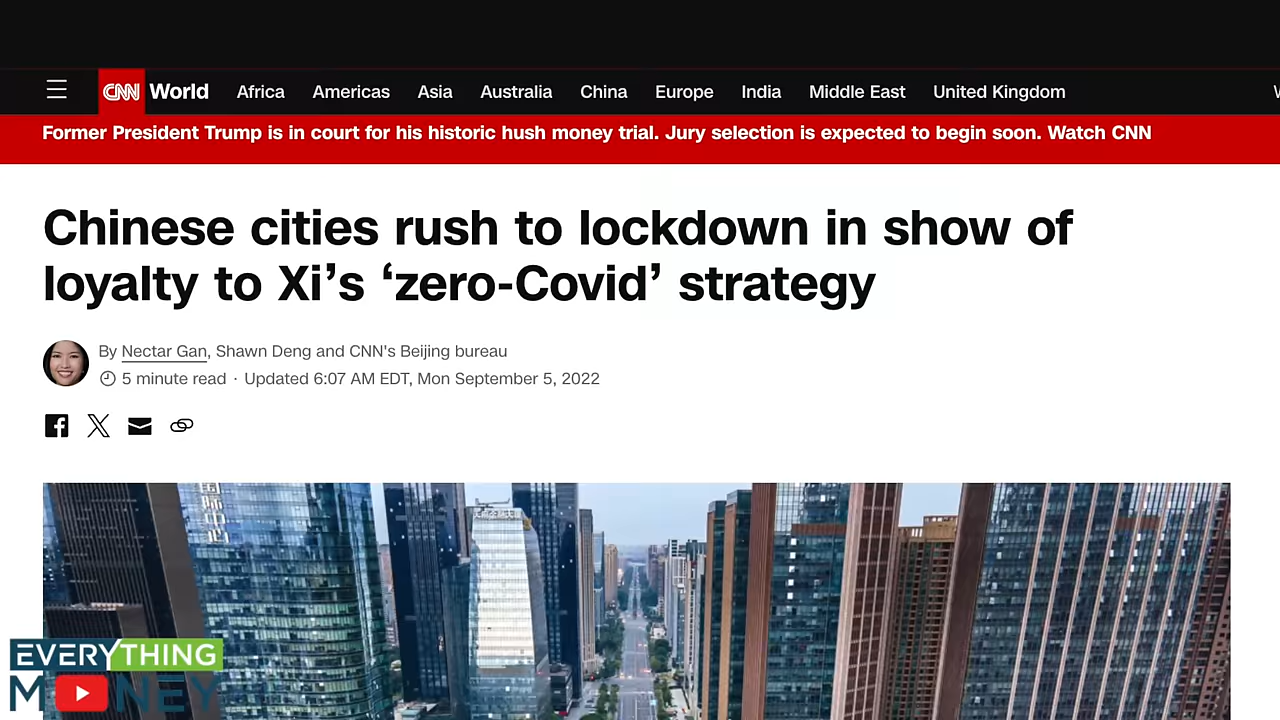 CNN World Africa Americas Asia Australia China Europe India Middle East United Kingdom
Former President Trump is in court for his historic hush money trial. Jury selection is expected to begin soon. Watch CNN
Chinese cities rush to lockdown in show of
loyalty to Xi’s ‘zero-Covid’ strategy
By Nectar Gan, Shawn Deng and CNN's Beijing bureau
5 minute read · Updated 6:07 AM EDT, Mon September 5, 2022
EVERYTHING
MONEY